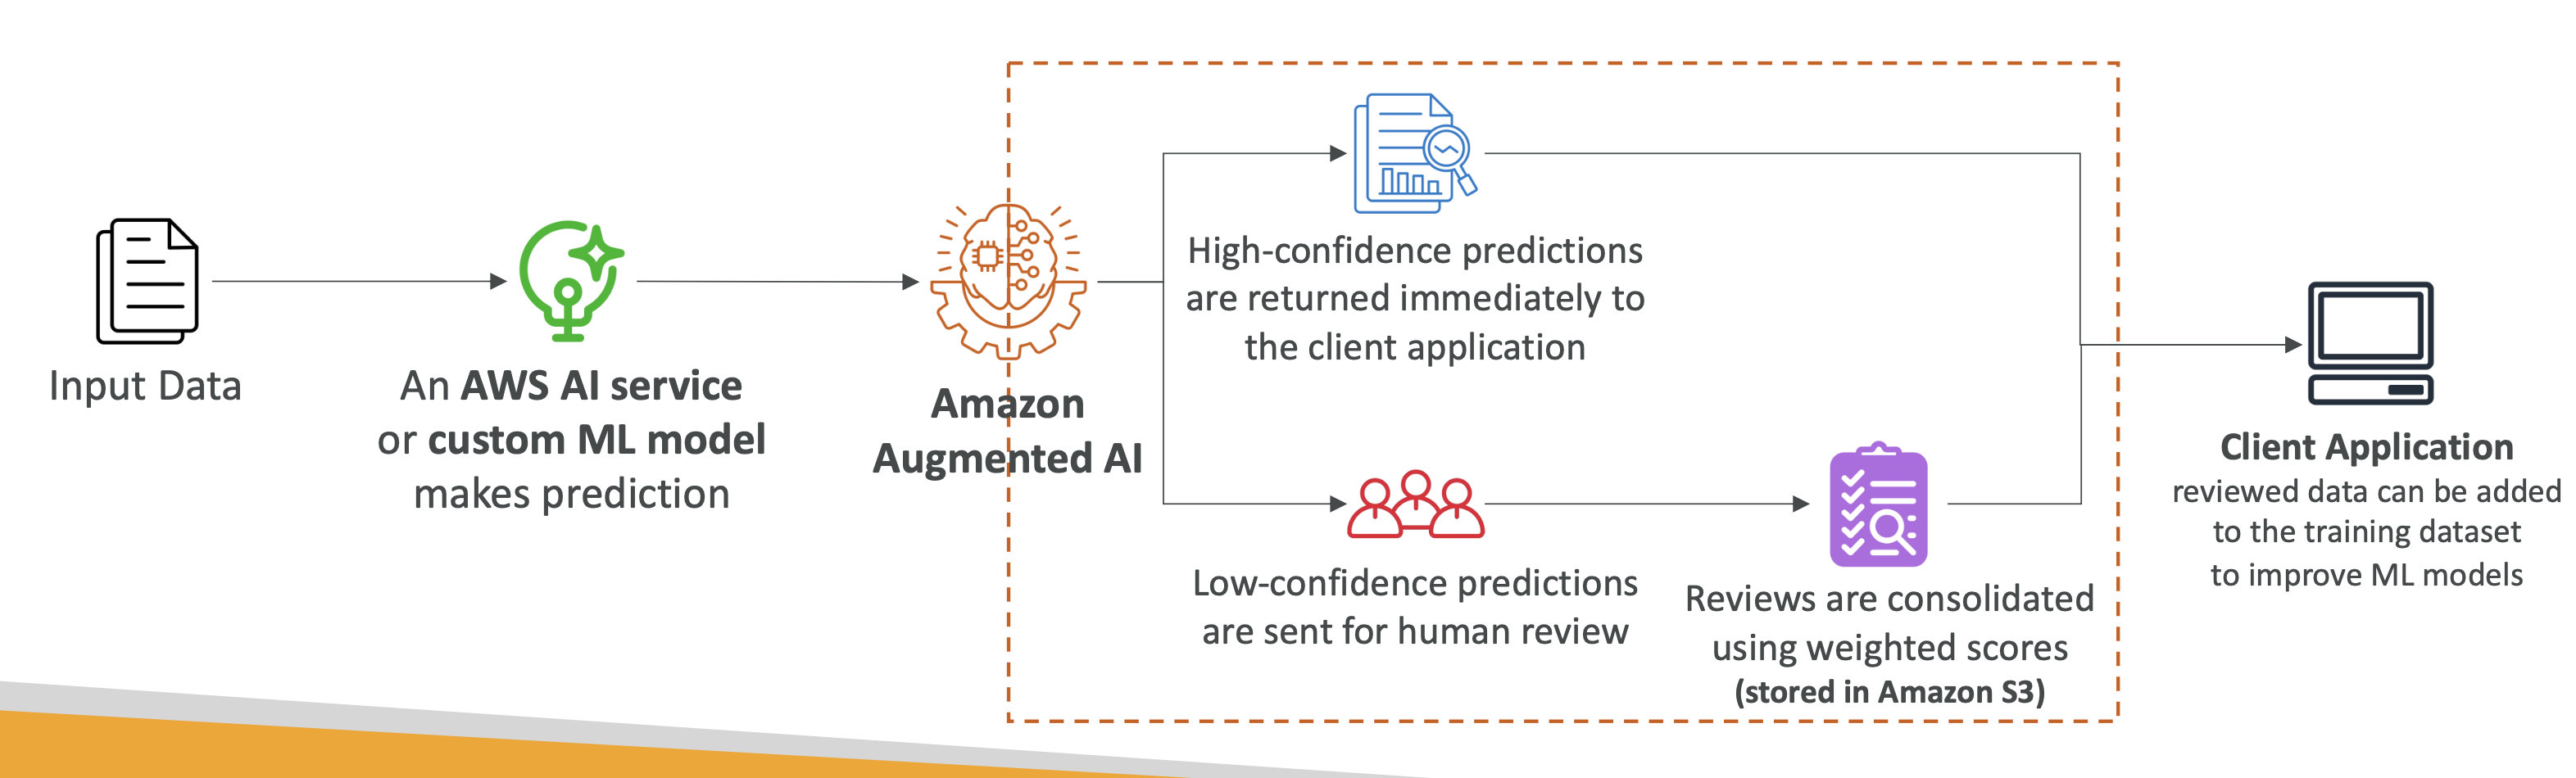 Input Data
An AWS AI service
or custom ML model
makes prediction
Amazon
Augmented AI
High-confidence predictions
are returned immediately to
the client application
Low-confidence predictions
are sent for human review
Reviews are consolidated
using weighted scores
(stored in Amazon S3)
Client Application
reviewed data can be added
to the training dataset
to improve ML models